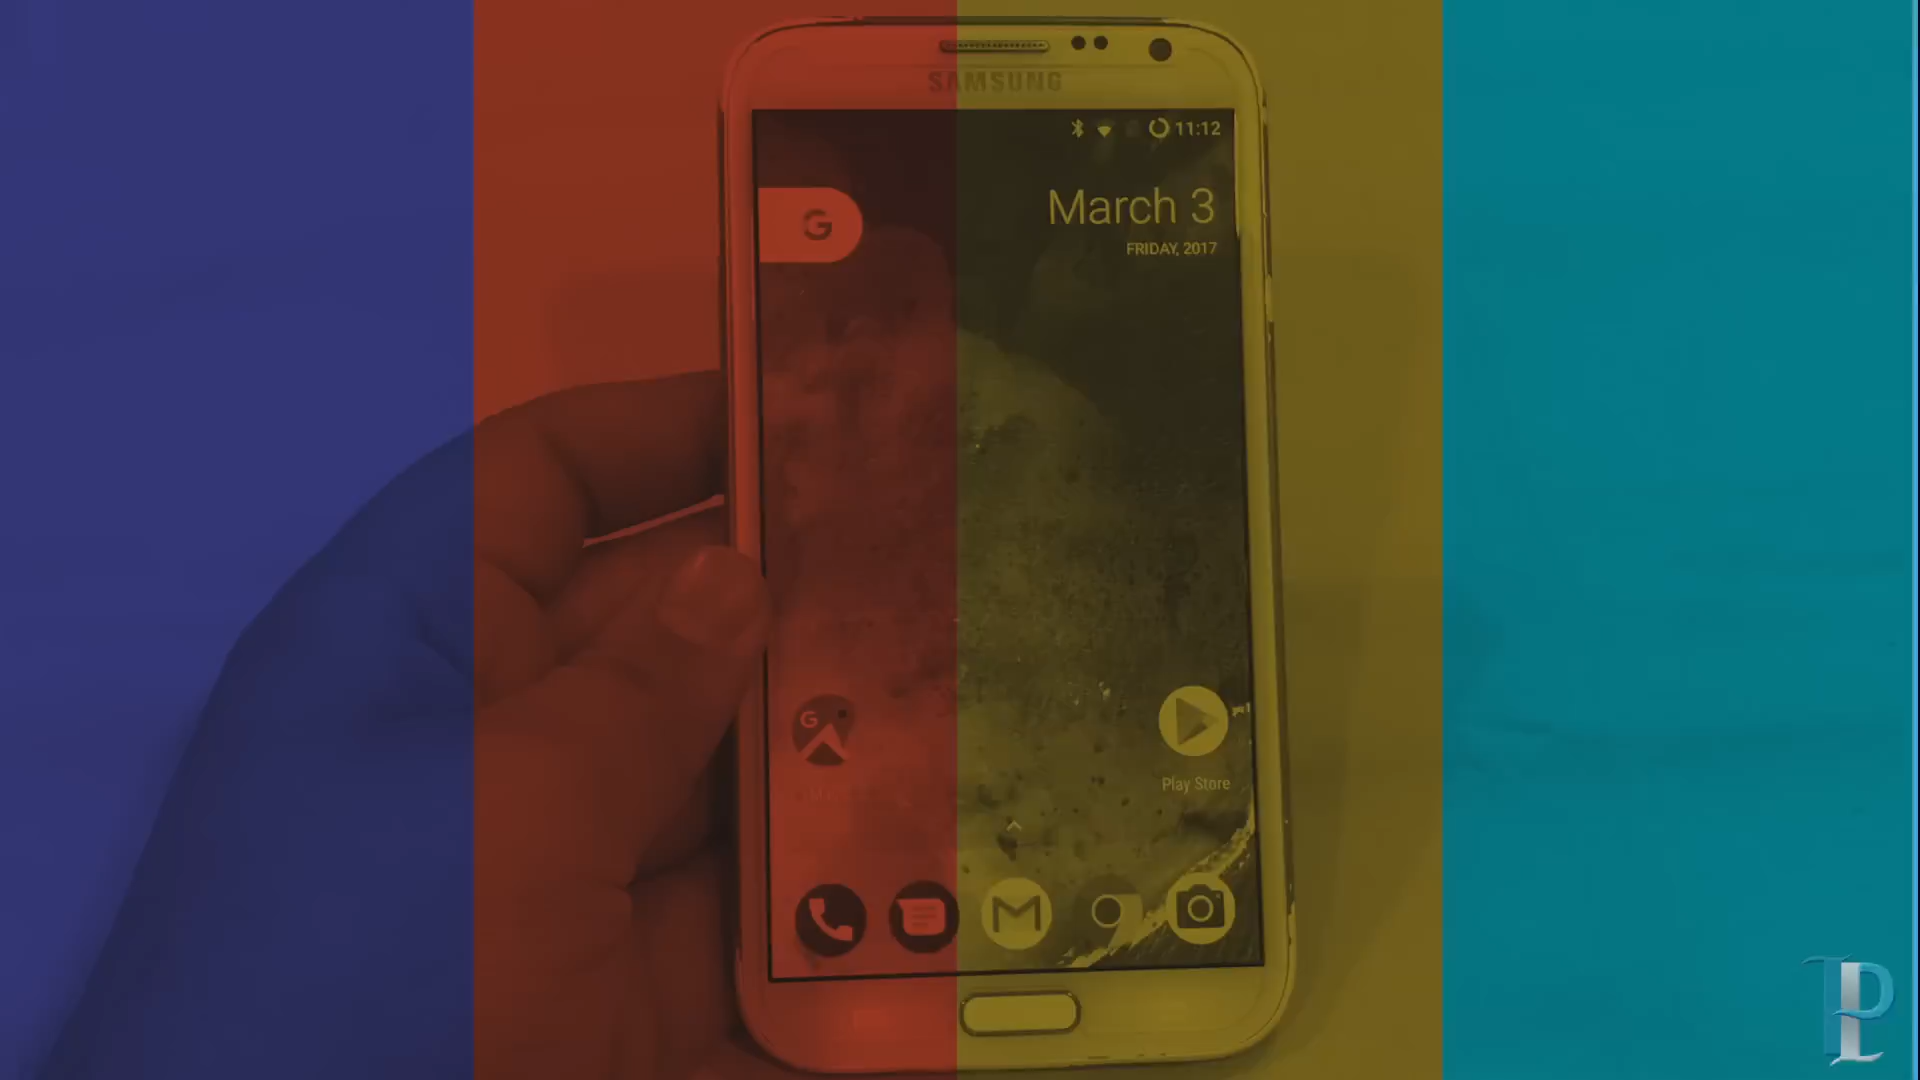 SAMSUNG
11:12
G
March 3
FRIDAY, 2017
G
Play Store